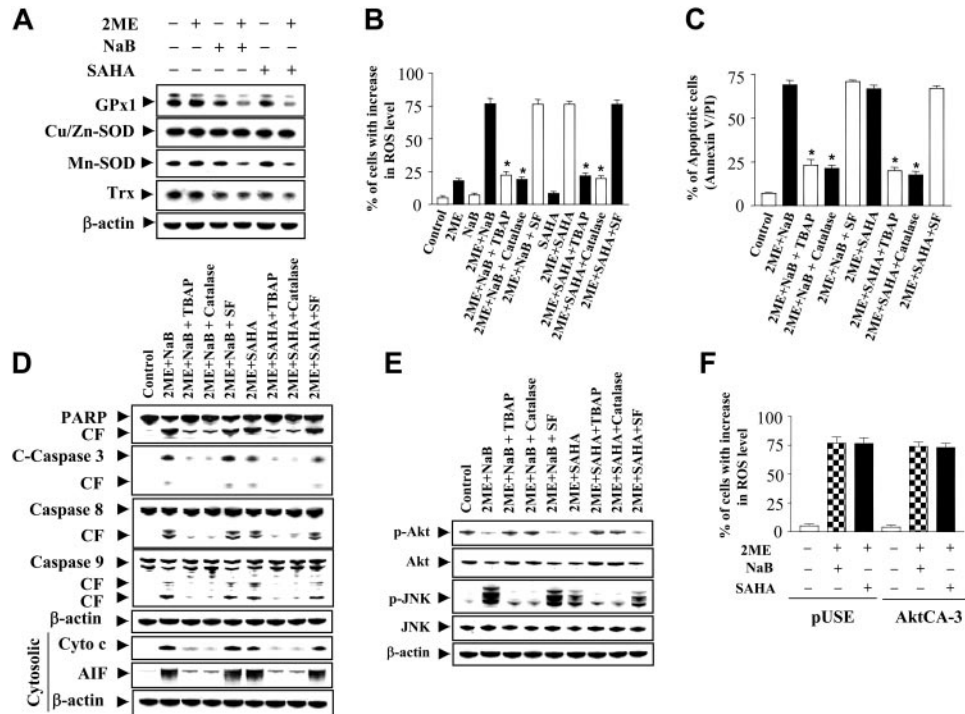 A
2ME − + − + − +
NaB − − + + − −
SAHA − − − − + +
GPx1
Cu/Zn-SOD
Mn-SOD
Trx
β-actin
B
% of cells with increase
in ROS level
100
75
50
25
0
* * * *
Control
2ME
NaB
2ME+NaB
2ME+NaB + TBAP
2ME+NaB + Catalase
2ME+NaB + SF
SAHA
2ME+SAHA
2ME+SAHA+TBAP
2ME+SAHA+Catalase
2ME+SAHA+SF
C
% of Apoptotic cells
(Annexin V/PI)
75
50
25
0
* * * *
Control
2ME+NaB
2ME+NaB + TBAP
2ME+NaB + Catalase
2ME+NaB + SF
2ME+SAHA
2ME+SAHA+TBAP
2ME+SAHA+Catalase
2ME+SAHA+SF
D
Control
2ME+NaB
2ME+NaB + TBAP
2ME+NaB + Catalase
2ME+NaB + SF
2ME+SAHA
2ME+SAHA+TBAP
2ME+SAHA+Catalase
2ME+SAHA+SF
PARP
CF
C-Caspase 3
CF
Caspase 8
CF
Caspase 9
CF
CF
β-actin
Cytosolic
Cyto c
AIF
β-actin
E
Control
2ME+NaB
2ME+NaB + TBAP
2ME+NaB + Catalase
2ME+NaB + SF
2ME+SAHA
2ME+SAHA+TBAP
2ME+SAHA+Catalase
2ME+SAHA+SF
p-Akt
Akt
p-JNK
JNK
β-actin
F
% of cells with increase
in ROS level
100
75
50
25
0
2ME − + + − + +
NaB − + − − + −
SAHA − − + − − +
pUSE AktCA-3